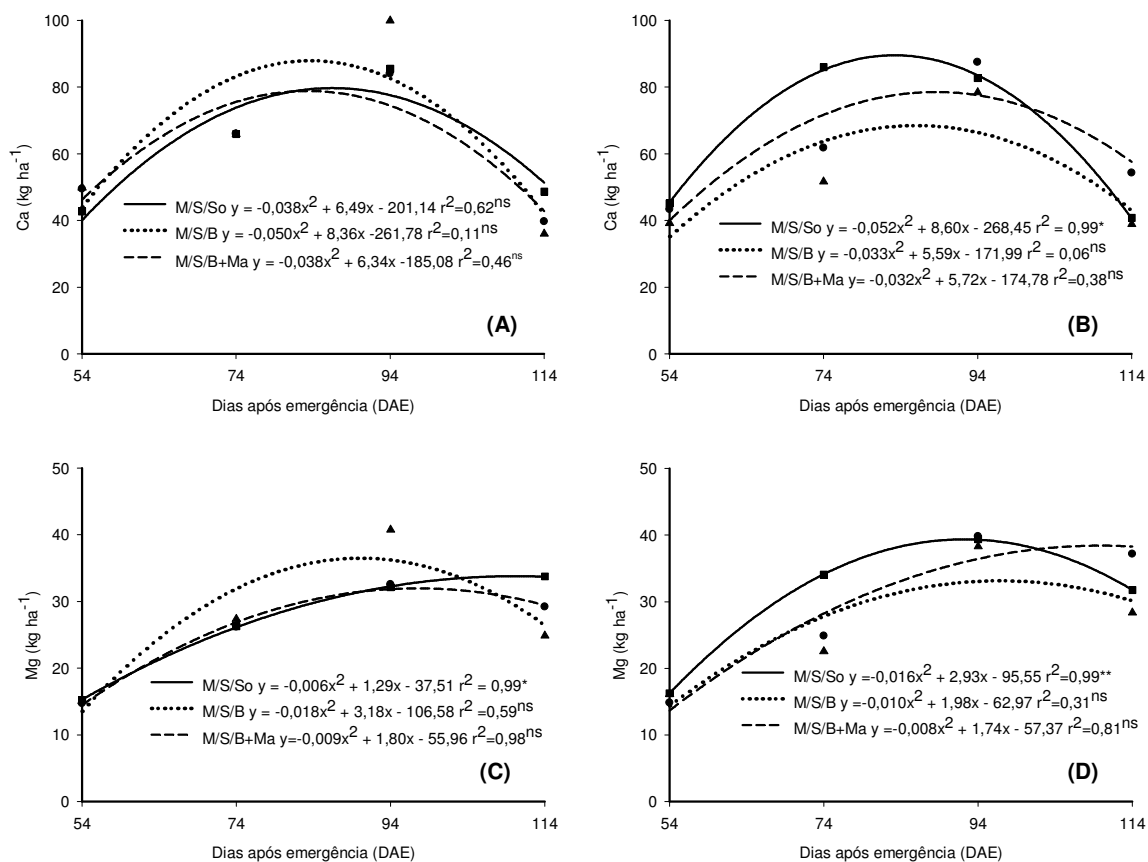 100
80
60
40
20
0
Ca (kg ha-1)
M/S/So y = -0,038x2 + 6,49x - 201,14 r2=0,62ns
M/S/B y = -0,050x2 + 8,36x -261,78 r2=0,11ns
M/S/B+Ma y = -0,038x2 + 6,34x -185,08 r2=0,46ns
(A)
54 74 94 114
Dias após emergência (DAE)
100
80
60
40
20
0
Ca (kg ha-1)
M/S/So y = -0,052x2 + 8,60x - 268,45 r2 = 0,99*
M/S/B y = -0,033x2 + 5,59x - 171,99 r2 = 0,06ns
M/S/B+Ma y= -0,032x2 + 5,72x - 174,78 r2=0,38ns
(B)
54 74 94 114
Dias após emergência (DAE)
50
40
30
20
10
0
Mg (kg ha-1)
M/S/So y = -0,006x2 + 1,29x - 37,51 r2 = 0,99*
M/S/B y = -0,018x2 + 3,18x - 106,58 r2 =0,59ns
M/S/B+Ma y=-0,009x2 + 1,80x - 55,96 r2=0,98ns
(C)
54 74 94 114
Dias após emergência (DAE)
50
40
30
20
10
0
Mg (kg ha-1)
M/S/So y =-0,016x2 + 2,93x - 95,55 r2=0,99**
M/S/B y =-0,010x2 + 1,98x - 62,97 r2=0,31ns
M/S/B+Ma y =-0,008x2 + 1,74x - 57,37 r2=0,81ns
(D)
54 74 94 114
Dias após emergência (DAE)